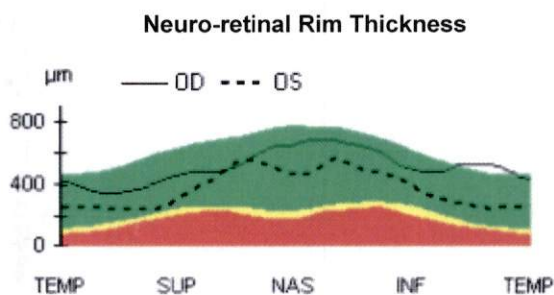 Neuro-retinal Rim Thickness
µm
OD OS
800
400
0
TEMP SUP NAS INF TEMP